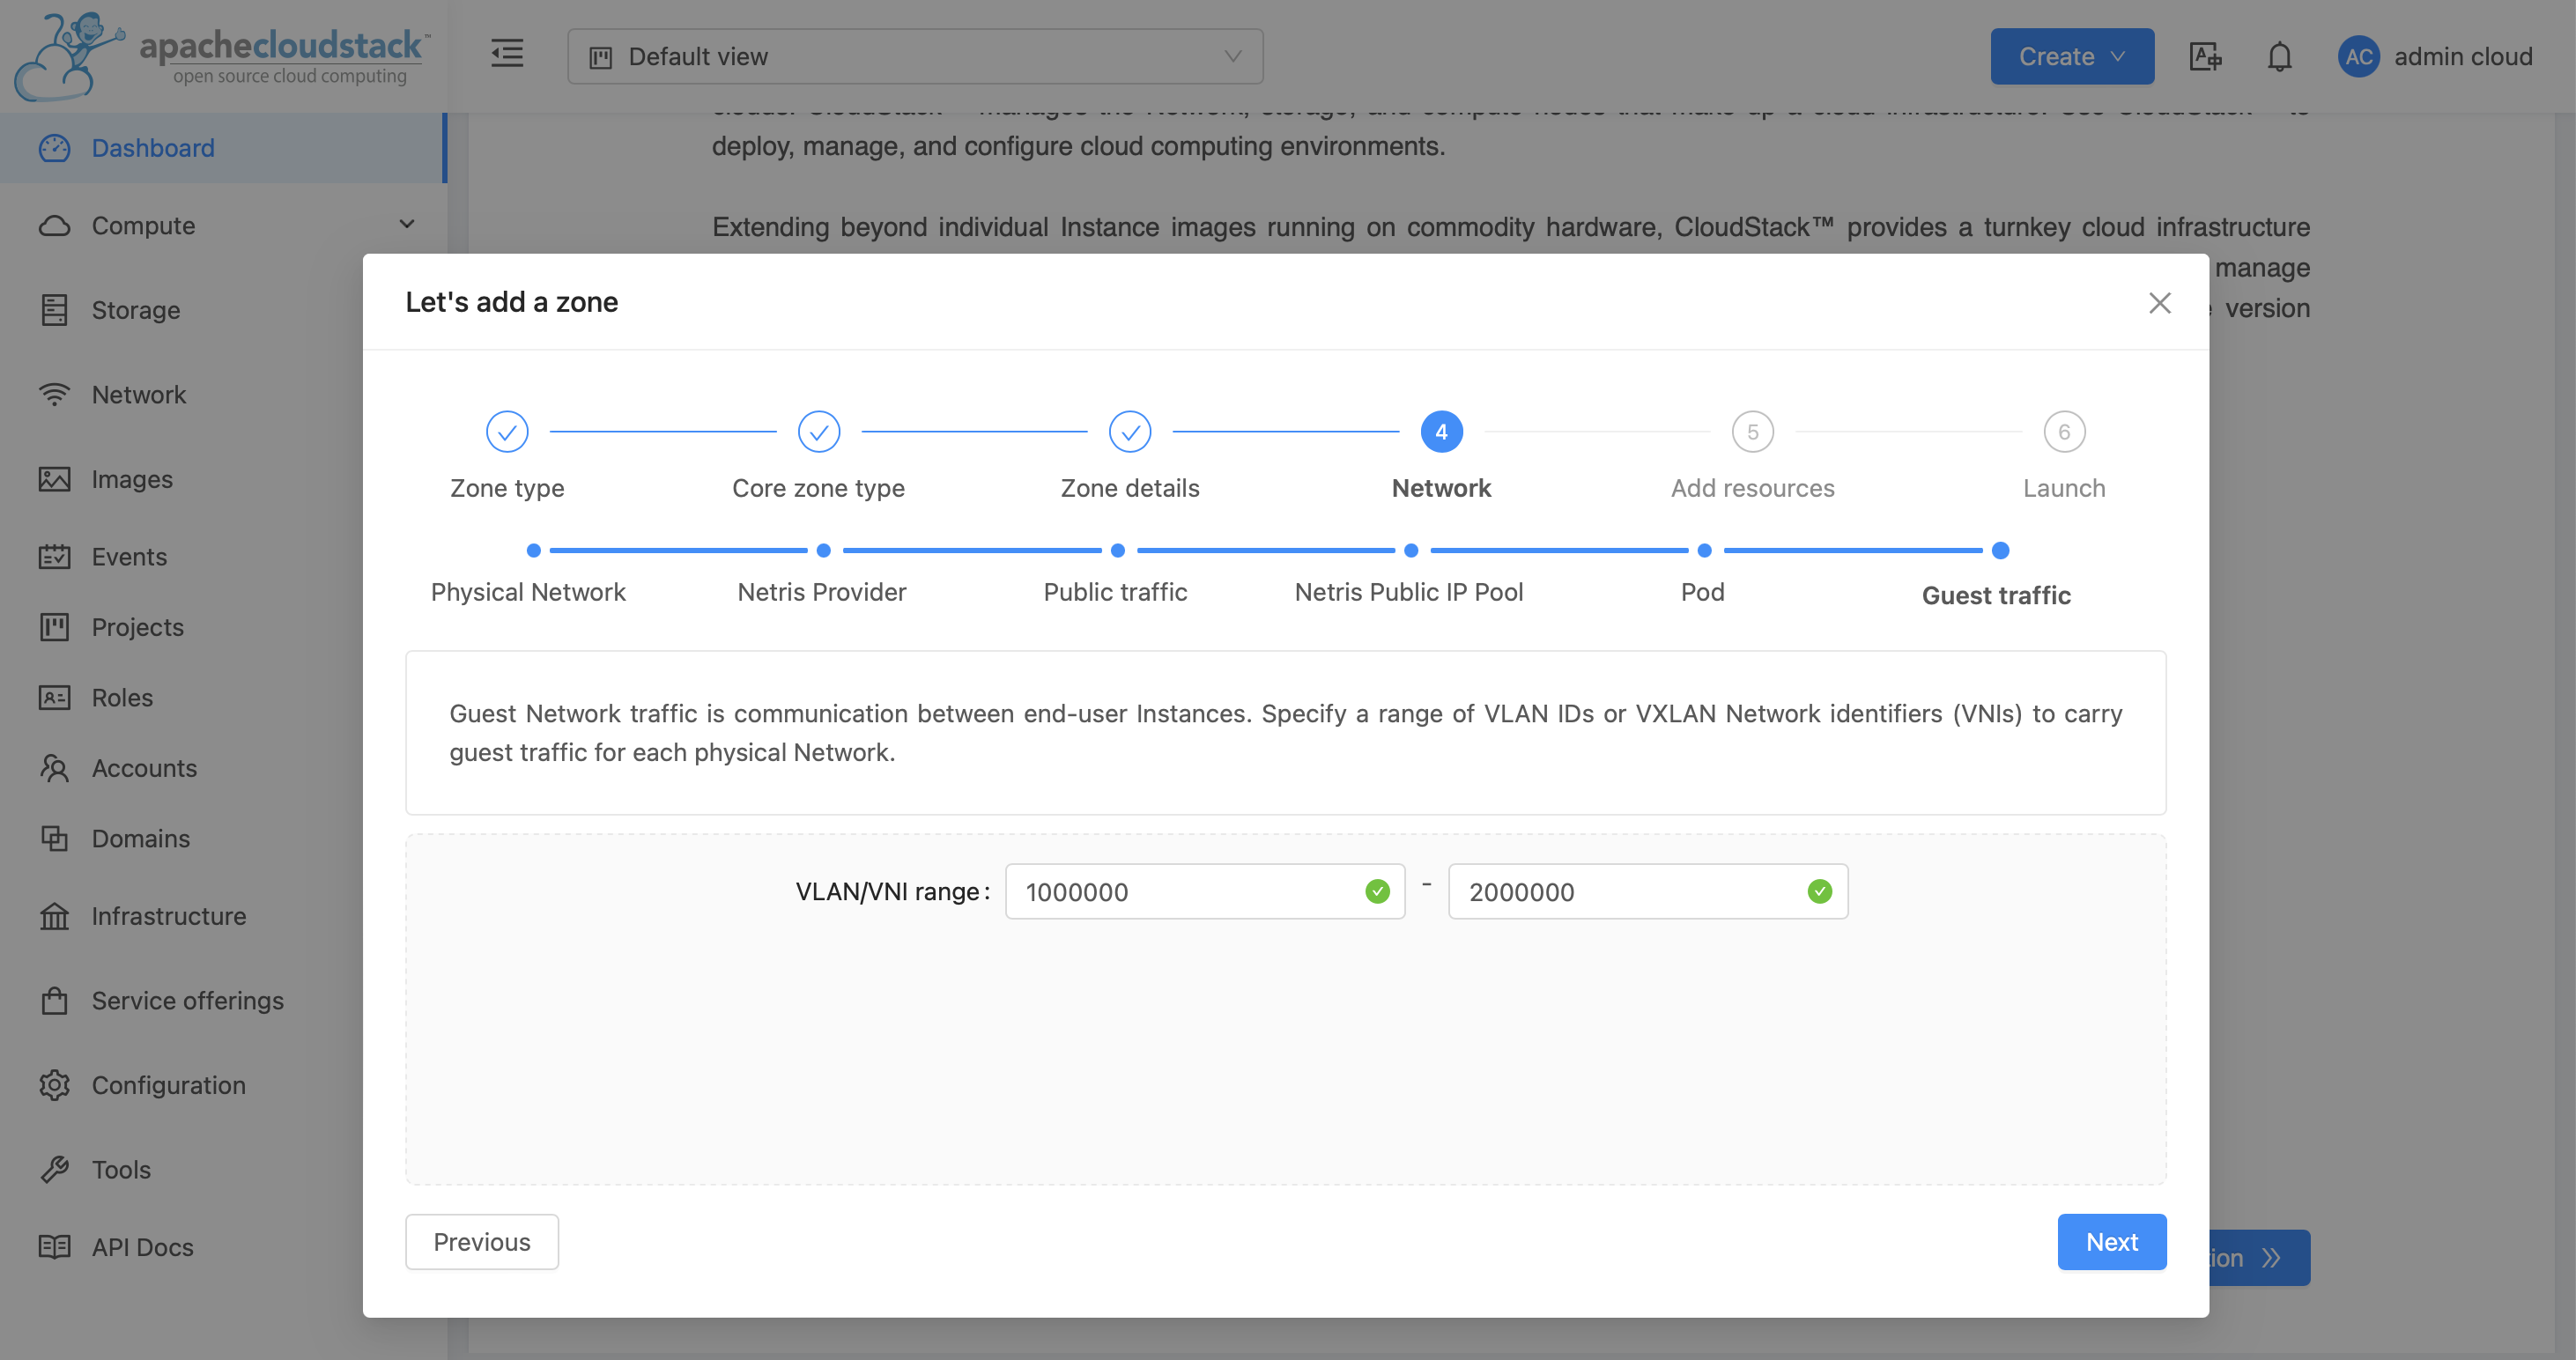 apachecloudstack™
open source cloud computing
Default view
Create
AC
admin cloud
deploy, manage, and configure cloud computing environments.
Extending beyond individual Instance images running on commodity hardware, CloudStack™ provides a turnkey cloud infrastructure
manage
version
Dashboard
Compute
Storage
Network
Images
Events
Projects
Roles
Accounts
Domains
Infrastructure
Service offerings
Configuration
Tools
API Docs
Let's add a zone
4
5
6
Zone type
Core zone type
Zone details
Network
Add resources
Launch
Physical Network
Netris Provider
Public traffic
Netris Public IP Pool
Pod
Guest traffic
Guest Network traffic is communication between end-user Instances. Specify a range of VLAN IDs or VXLAN Network identifiers (VNIs) to carry
guest traffic for each physical Network.
VLAN/VNI range:
1000000
-
2000000
Previous
Next